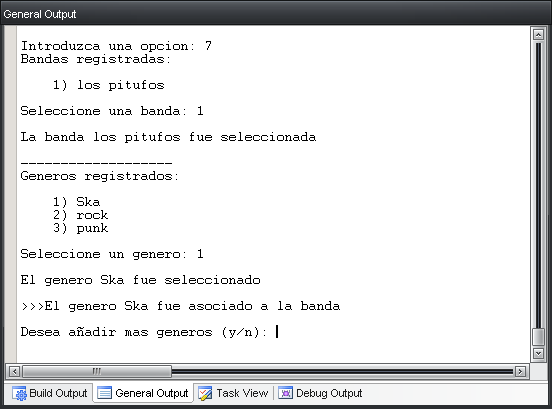 General Output
Introduzca una opcion: 7
Bandas registradas:
1) los pitufos
Seleccione una banda: 1
La banda los pitufos fue seleccionada
-------------------
Generos registrados:
1) Ska
2) rock
3) punk
Seleccione un genero: 1
El genero Ska fue seleccionado
>>>El genero Ska fue asociado a la banda
Desea añadir mas generos (y/n):
Build Output
General Output
Task View
Debug Output